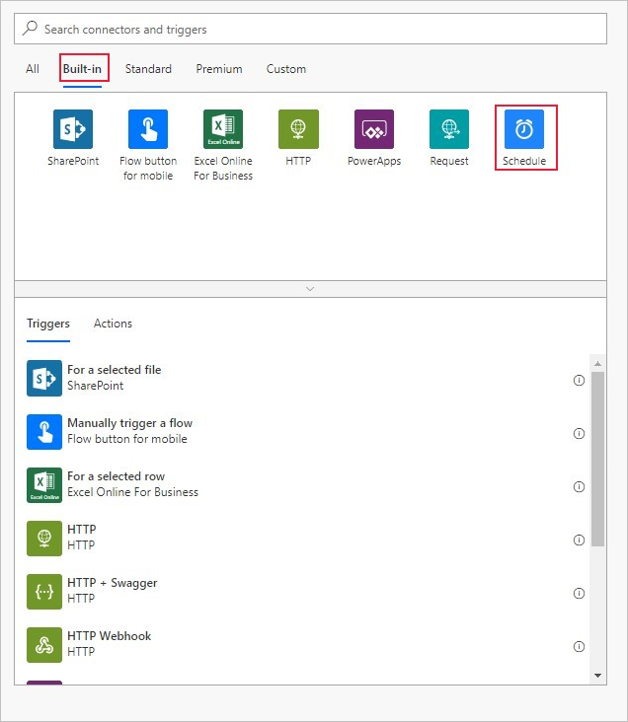 Search connectors and triggers
All Built-in Standard Premium Custom
SharePoint Flow button Excel Online HTTP PowerApps Request Schedule
for mobile For Business
Triggers Actions
For a selected file
SharePoint
Manually trigger a flow
Flow button for mobile
For a selected row
Excel Online For Business
HTTP
HTTP
HTTP + Swagger
HTTP
HTTP Webhook
HTTP